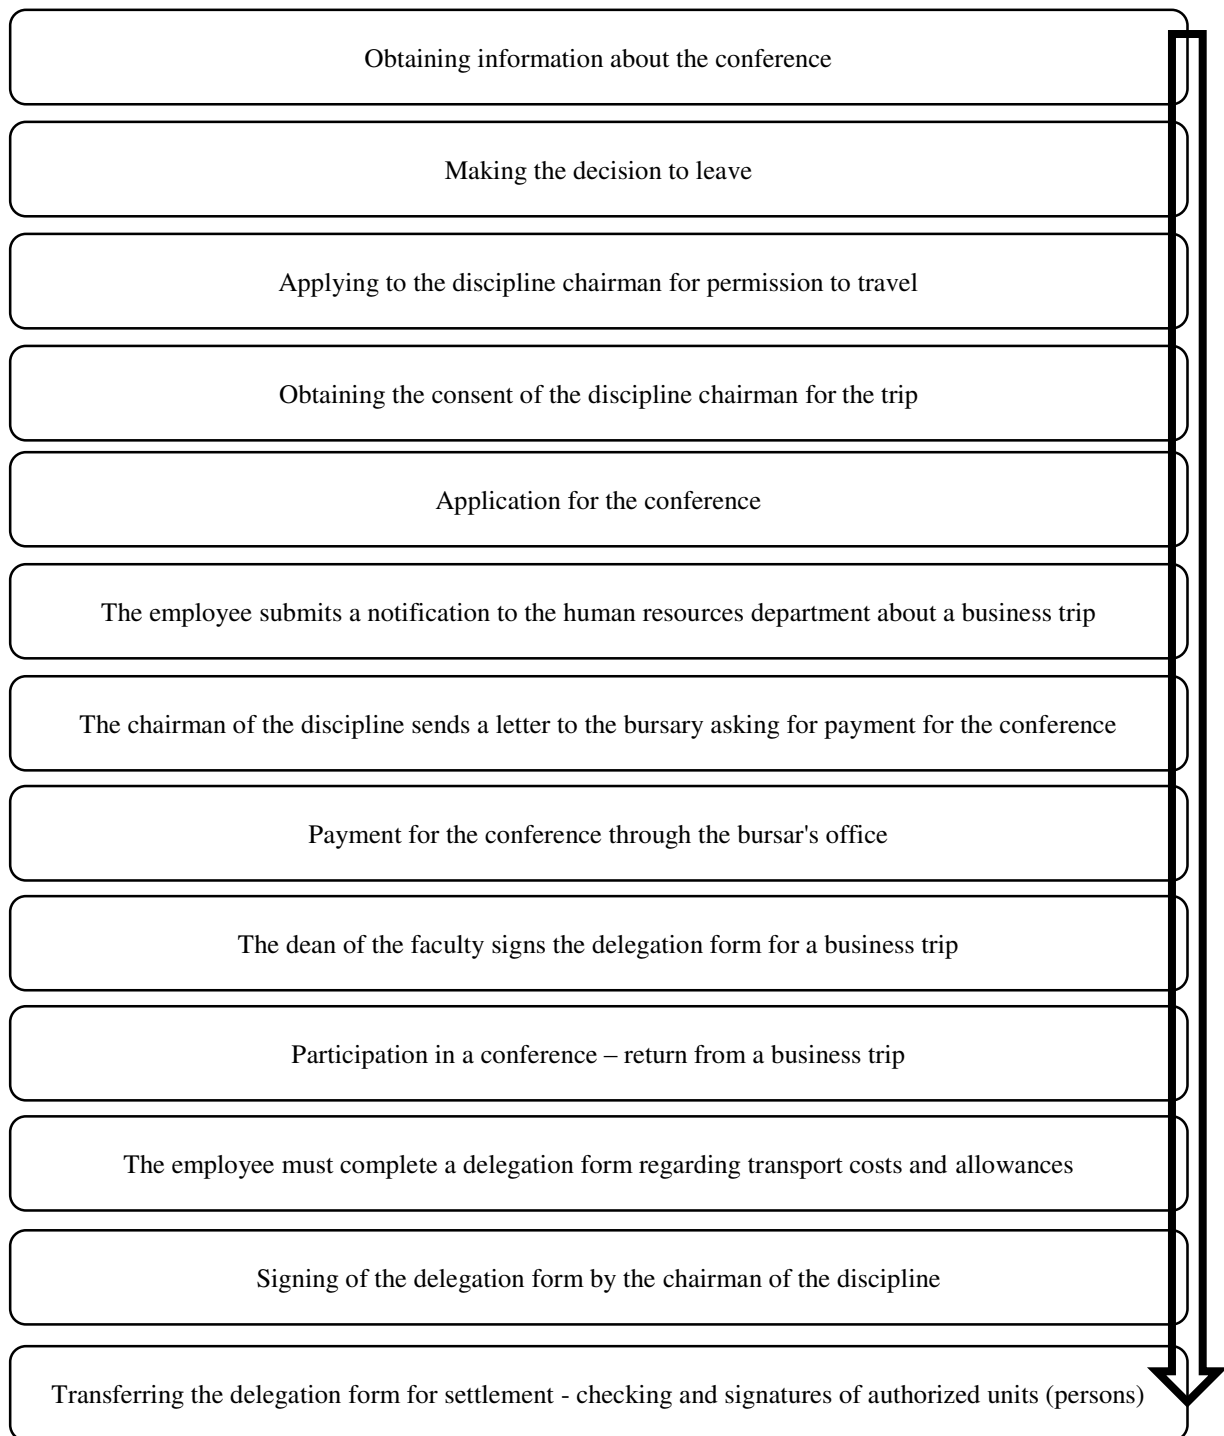 Obtaining information about the conference
Making the decision to leave
Applying to the discipline chairman for permission to travel
Obtaining the consent of the discipline chairman for the trip
Application for the conference
The employee submits a notification to the human resources department about a business trip
The chairman of the discipline sends a letter to the bursary asking for payment for the conference
Payment for the conference through the bursar's office
The dean of the faculty signs the delegation form for a business trip
Participation in a conference – return from a business trip
The employee must complete a delegation form regarding transport costs and allowances
Signing of the delegation form by the chairman of the discipline
Transferring the delegation form for settlement - checking and signatures of authorized units (persons)